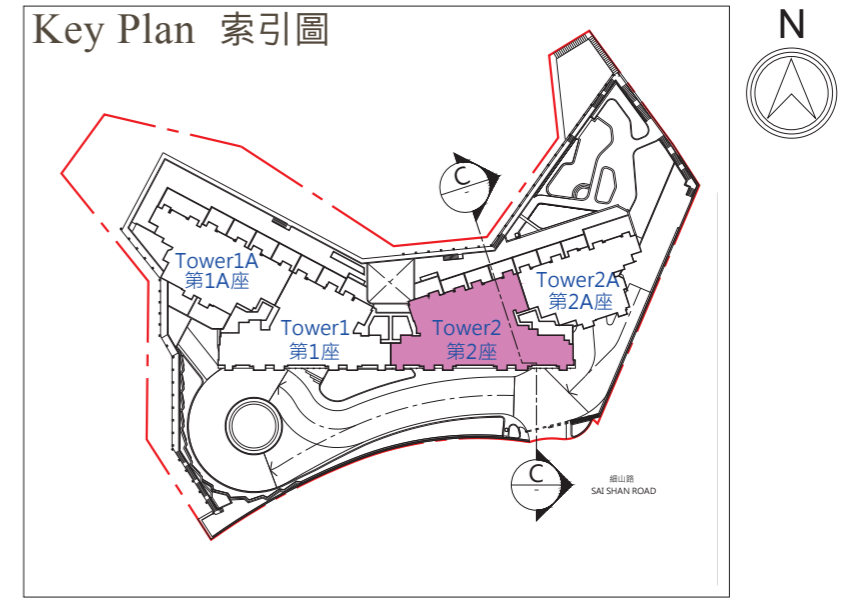 Key Plan 索引圖
N
C
Tower1A
第1A座
Tower2A
第2A座
Tower1
第1座
Tower2
第2座
C
細山路
SAI SHAN ROAD